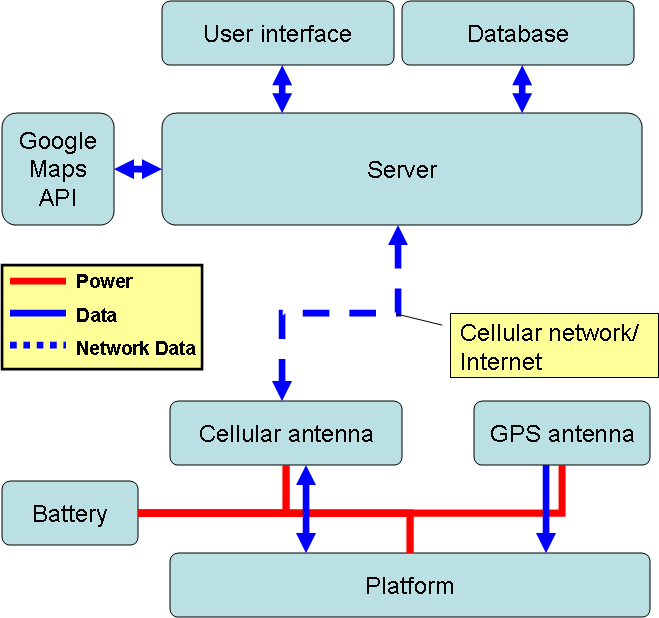 User interface
Database
Google
Maps
API
Server
Power
Data
Network Data
Cellular network/
Internet
Cellular antenna
GPS antenna
Battery
Platform